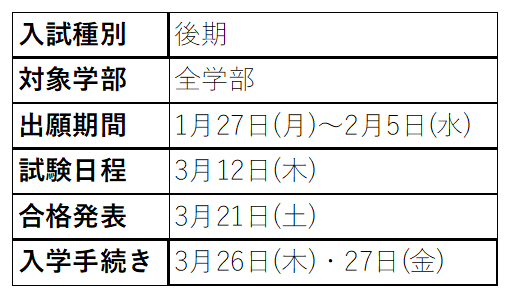 入試種別 後期
対象学部 全学部
出願期間 1月27日(月)～2月5日(水)
試験日程 3月12日(木)
合格発表 3月21日(土)
入学手続き 3月26日(木)・27日(金)